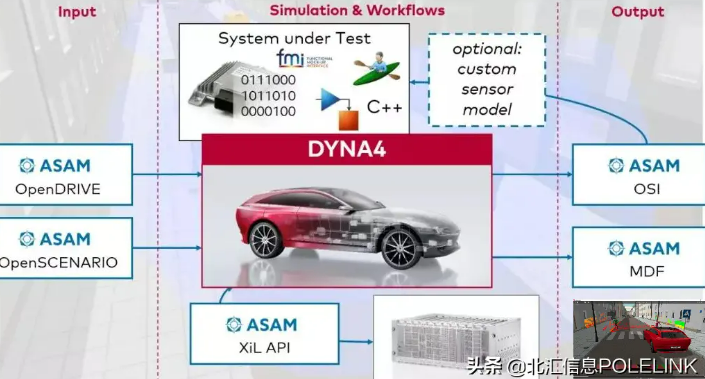 Input
Simulation & Workflows
Output
System under Test
fmi FUNCTIONAL MOCK-UP INTERFACE
0111000
1011010
0000100
C++
optional:
custom
sensor
model
DYNA4
ASAM
OpenDRIVE
ASAM
OpenSCENARIO
ASAM
OSI
ASAM
MDF
ASAM
XiL API
头条 @北汇信息POLELINK